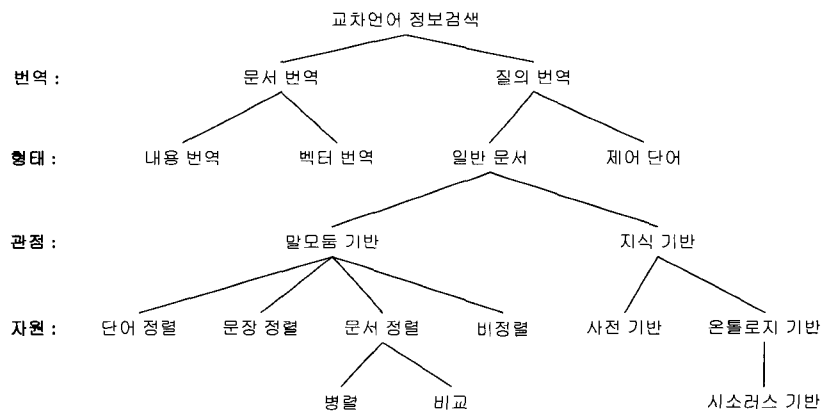 교차언어 정보검색
번역 : 문서 번역 질의 번역
형태 : 내용 번역 벡터 번역 일반 문서 제어 단어
관점 : 말모둠 기반 지식 기반
자원 : 단어 정렬 문장 정렬 문서 정렬 비정렬 사전 기반 온톨로지 기반
병렬 비교 시소러스 기반